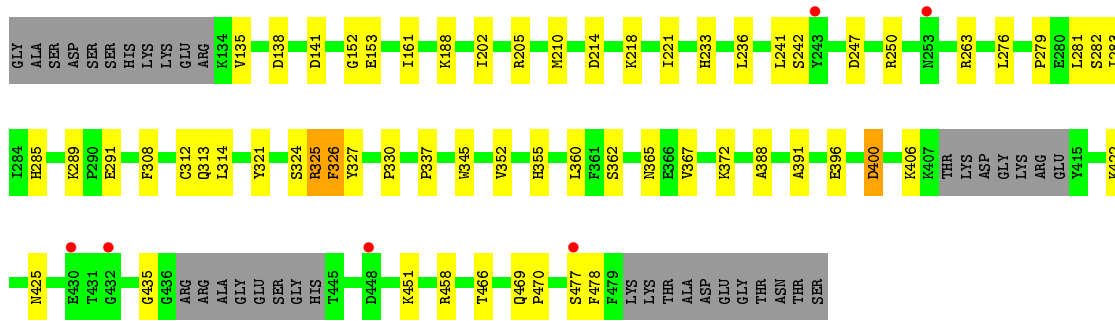 GLY ALA SER ASP SER SER HIS LYS LYS GLU ARG K134 V135 D138 D141 G152 E153 I161 K188 I202 R205 M210 D214 K218 I221 H233 L236 L241 S242 Y243 D247 R250 N253 R263 L276 P279 E280 L281 S282 I283
I284 H285 K289 P290 E291 F308 C312 Q313 L314 Y321 S324 R325 F326 Y327 P330 P337 W345 V352 H355 L360 F361 S362 N365 E366 V367 K372 A388 A391 E396 D400 K406 K407 THR LYS ASP GLY LYS ARG GLU Y415
N425 E430 T431 G432 G435 G436 ARG ARG ALA GLY GLU SER GLY HIS T445 D448 K451 R458 T466 Q469 P470 S477 F478 F479 LYS LYS THR ALA ASP GLU GLY THR ASN THR SER